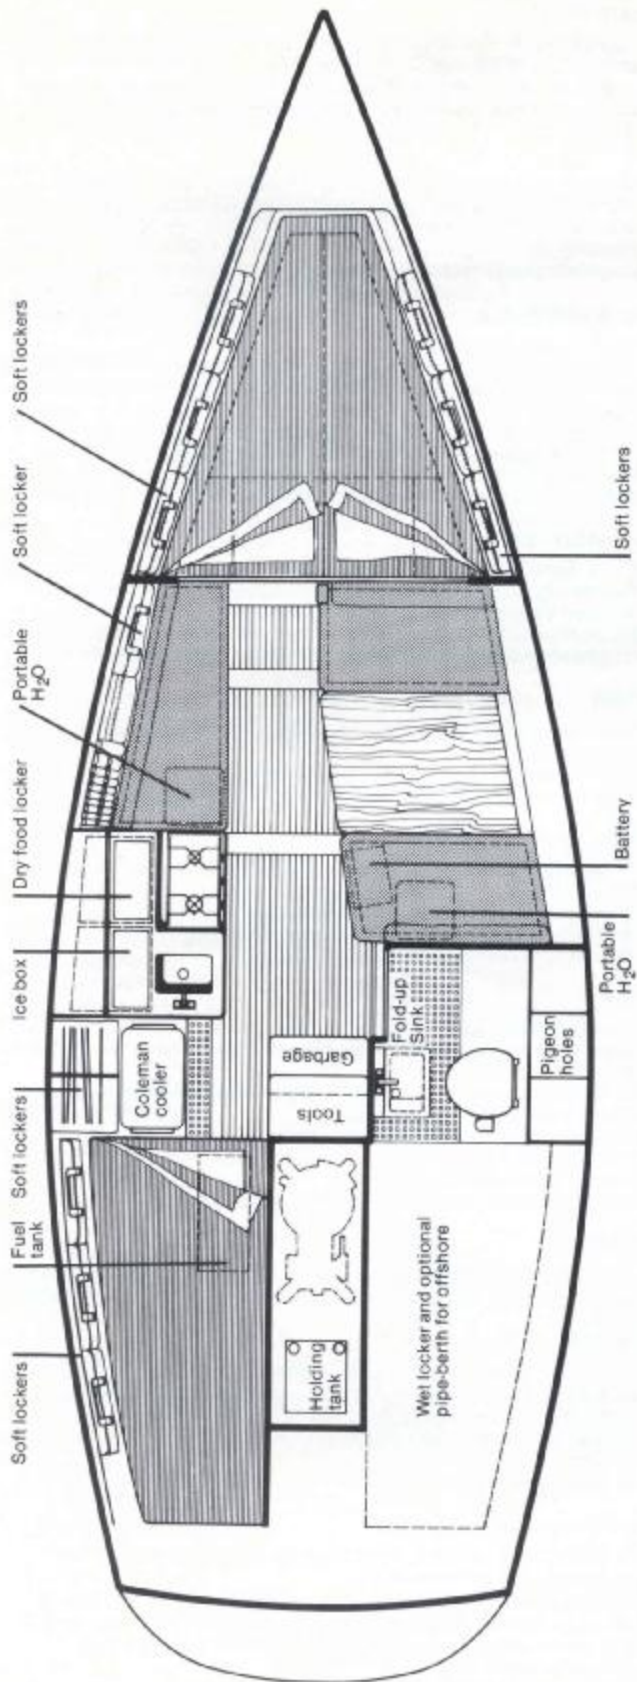 Soft lockers
Fuel
tank
Soft lockers
Ice box
Dry food locker
Portable
H₂O
Soft locker
Soft lockers
Coleman
cooler
Holding
tank
Tools
Garbage
Fold-up
Sink
Wet locker and optional
pipe-berth for offshore
Pigeon
holes
Portable
H₂O
Battery
Soft lockers